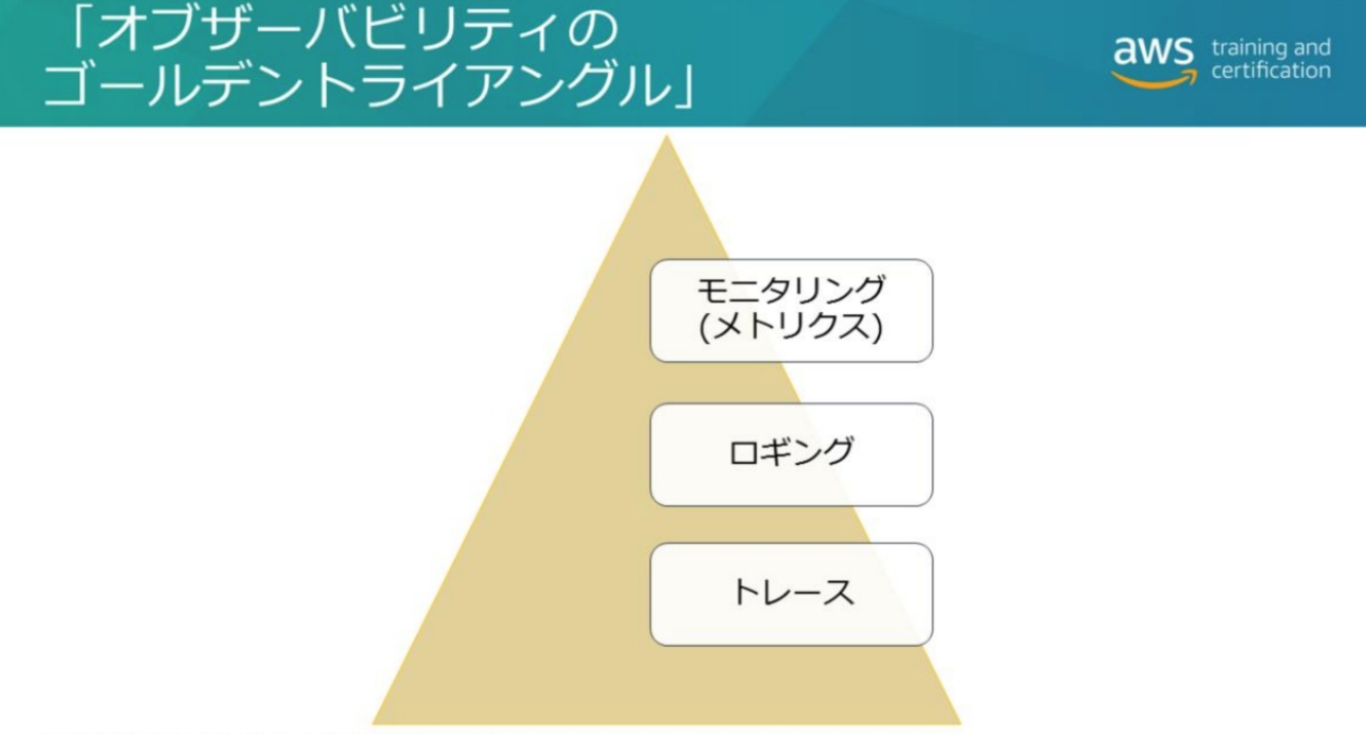 「オブザーバビリティの
ゴールデントライアングル」
aws training and
certification
モニタリング
(メトリクス)
ロギング
トレース